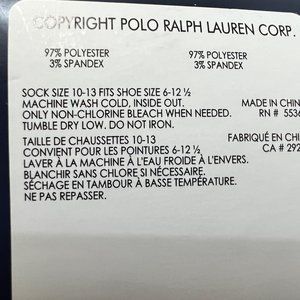 COPYRIGHT POLO RALPH LAUREN CORP.
97% POLYESTER 97% POLYESTER
3% SPANDEX 3% SPANDEX
SOCK SIZE 10-13 FITS SHOE SIZE 6-12 ½
MACHINE WASH COLD, INSIDE OUT. MADE IN CHIN
ONLY NON-CHLORINE BLEACH WHEN NEEDED. RN # 5536
TUMBLE DRY LOW. DO NOT IRON.
TAILLE DE CHAUSSETTES 10-13 FABRIQUÉ EN CHI
CONVIENT POUR LES POINTURES 6-12 ½ CA # 292
LAVER À LA MACHINE À L'EAU FROIDE À L'ENVERS.
BLANCHIR SANS CHLORE SI NÉCESSAIRE.
SÉCHAGE EN TAMBOUR À BASSE TEMPÉRATURE.
NE PAS REPASSER.